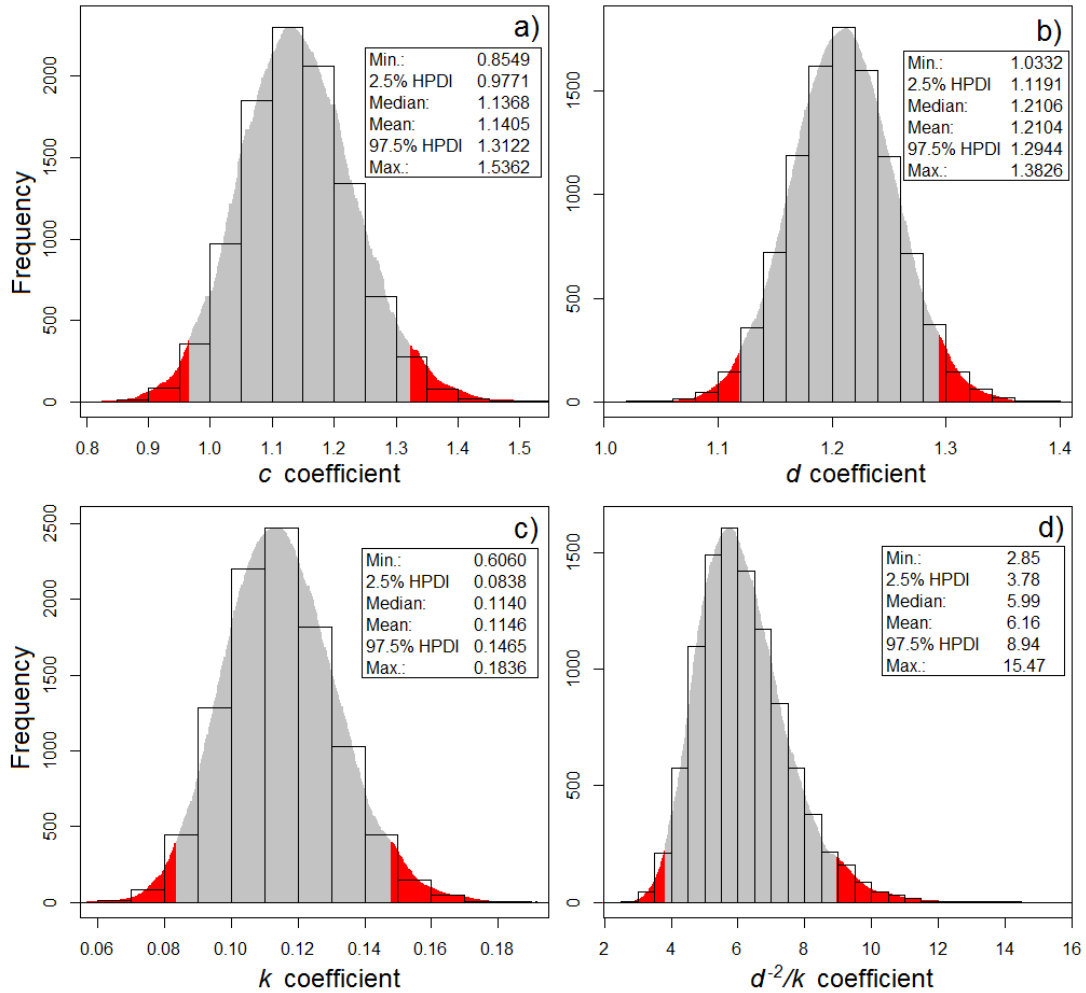 a)
Min.: 0.8549
2.5% HPDI 0.9771
Median: 1.1368
Mean: 1.1405
97.5% HPDI 1.3122
Max.: 1.5362
Frequency
0 500 1000 1500 2000
0.8 0.9 1.0 1.1 1.2 1.3 1.4 1.5
c coefficient
b)
Min.: 1.0332
2.5% HPDI 1.1191
Median: 1.2106
Mean: 1.2104
97.5% HPDI 1.2944
Max.: 1.3826
0 500 1000 1500
1.0 1.1 1.2 1.3 1.4
d coefficient
c)
Min.: 0.6060
2.5% HPDI 0.0838
Median: 0.1140
Mean: 0.1146
97.5% HPDI 0.1465
Max.: 0.1836
Frequency
0 500 1000 1500 2000 2500
0.06 0.08 0.10 0.12 0.14 0.16 0.18
k coefficient
d)
Min.: 2.85
2.5% HPDI 3.78
Median: 5.99
Mean: 6.16
97.5% HPDI 8.94
Max.: 15.47
0 500 1000 1500
2 4 6 8 10 12 14 16
d⁻²/k coefficient